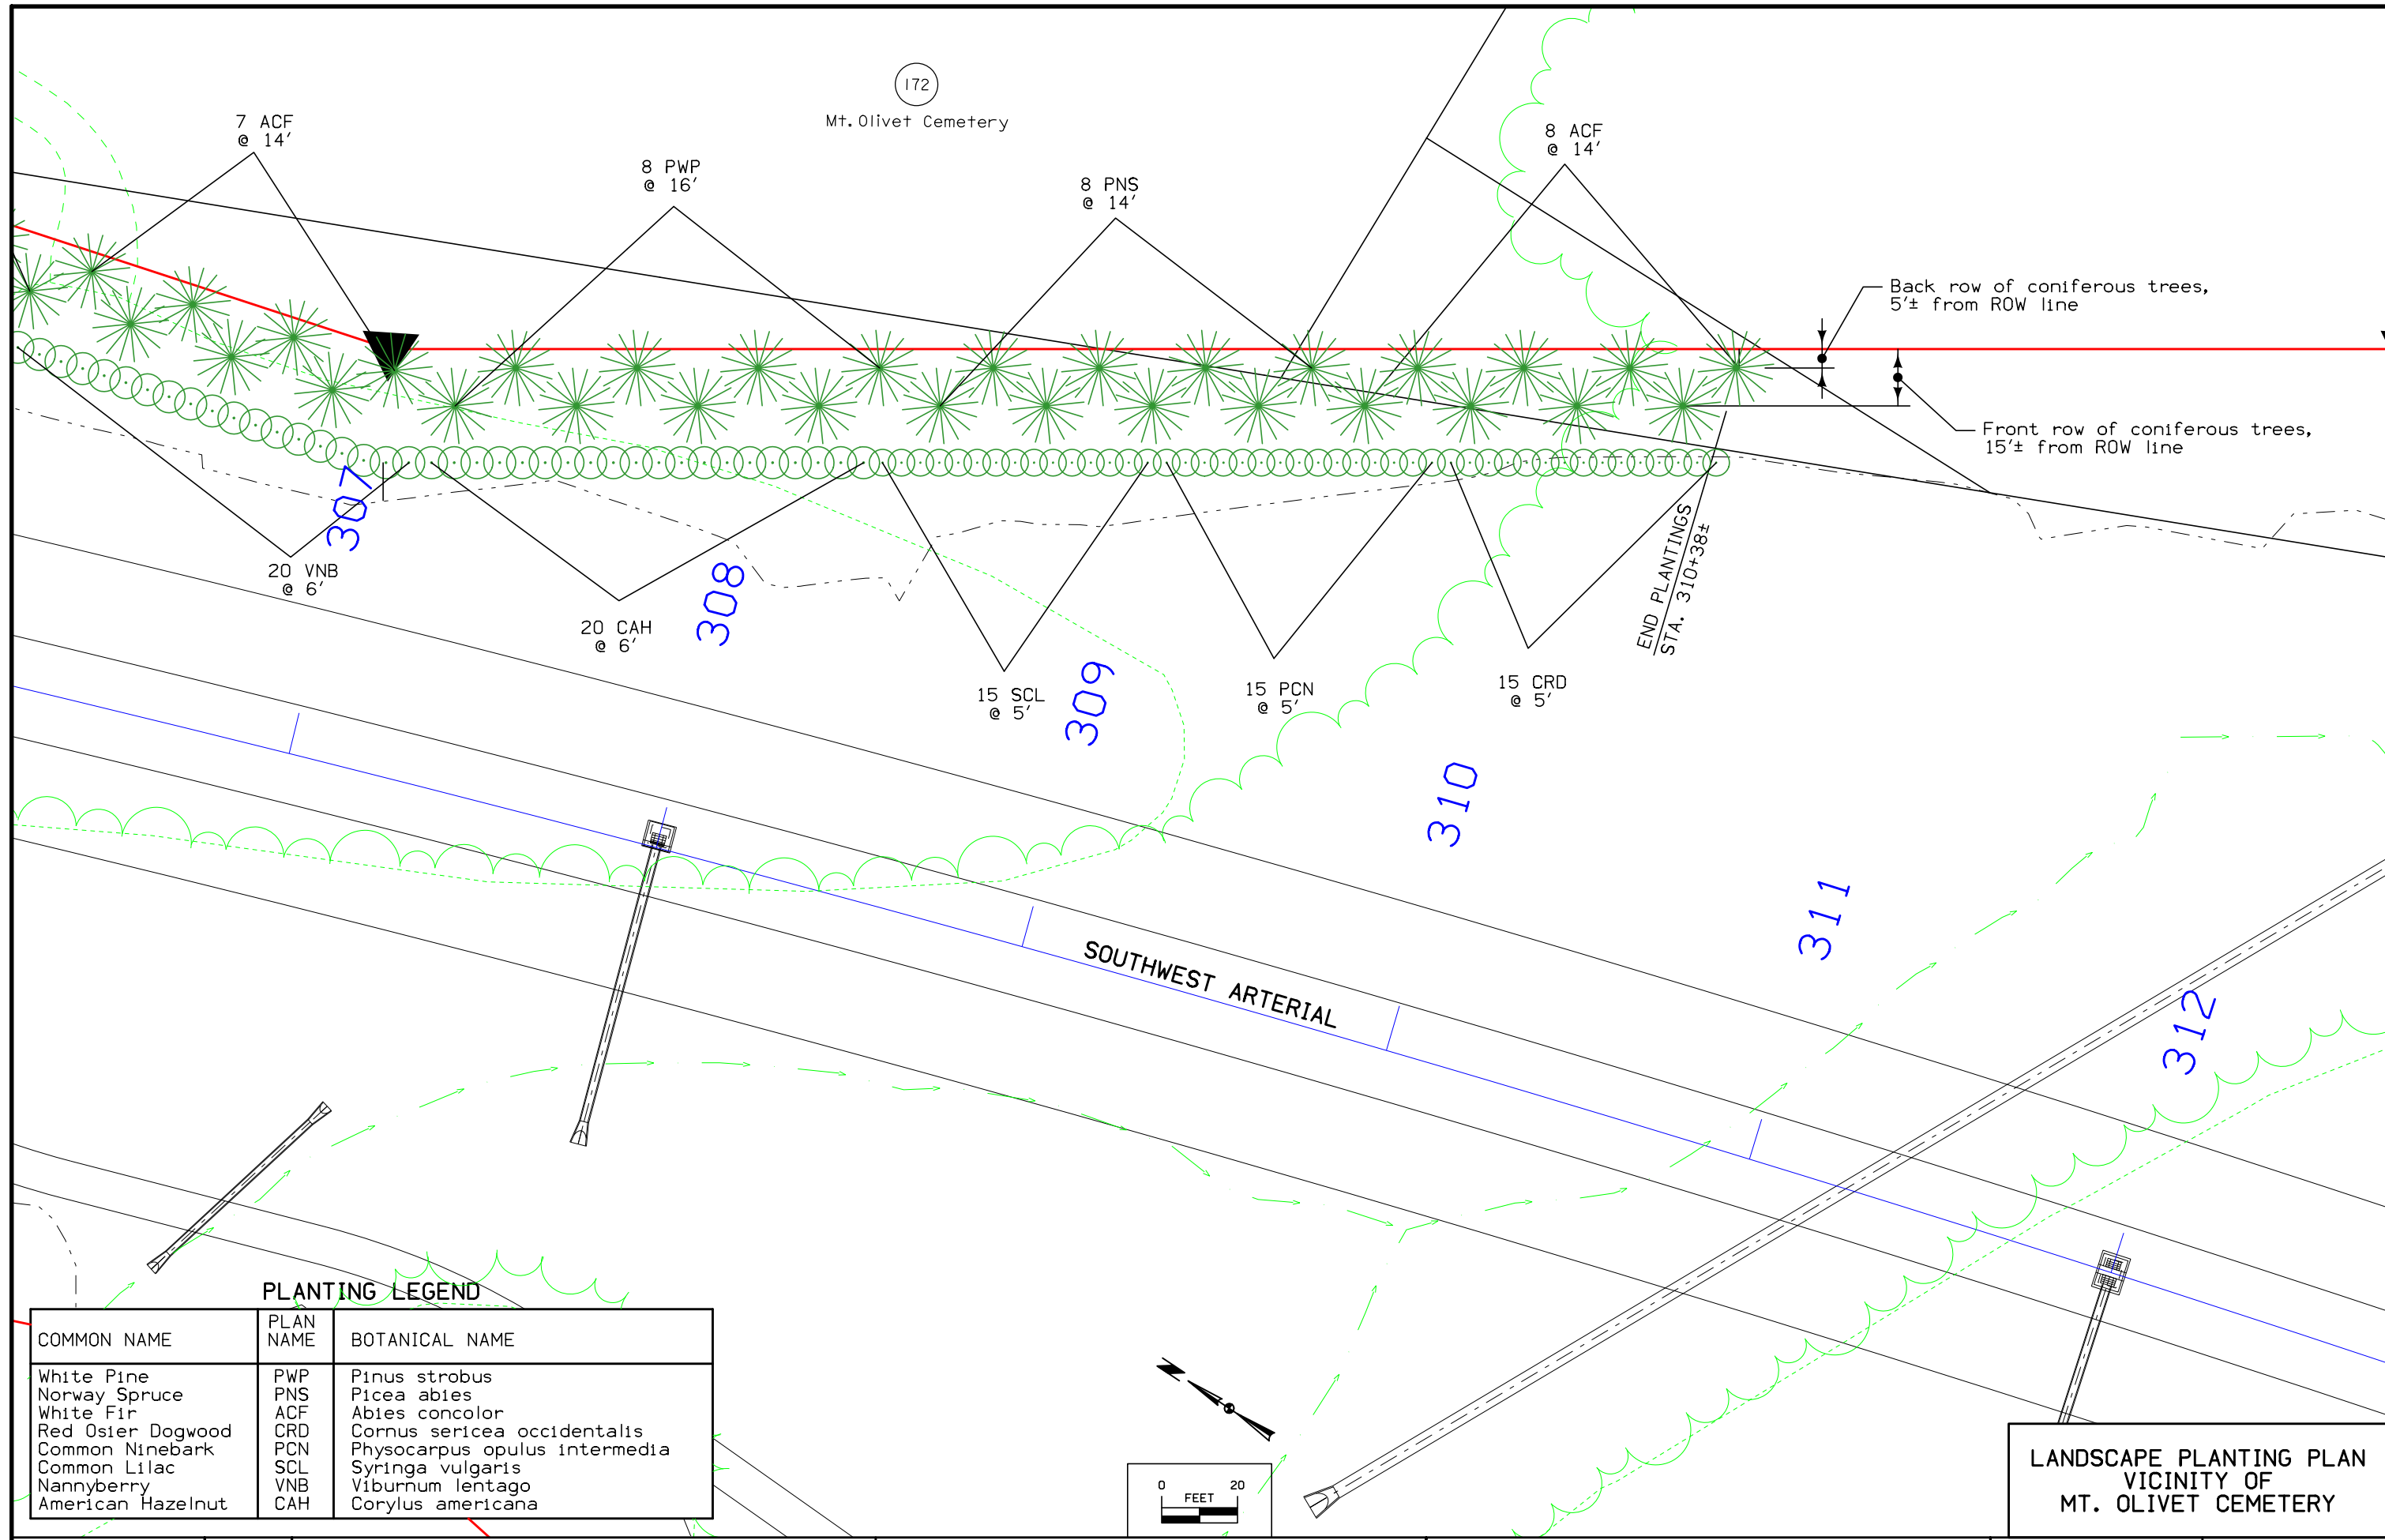 172
Mt. Olivet Cemetery
7 ACF
@ 14'
8 PWP
@ 16'
8 PNS
@ 14'
8 ACF
@ 14'
Back row of coniferous trees,
5'± from ROW line
Front row of coniferous trees,
15'± from ROW line
20 VNB
@ 6'
20 CAH
@ 6'
15 SCL
@ 5'
15 PCN
@ 5'
15 CRD
@ 5'
END PLANTINGS
STA. 310+38±
307
308
309
310
311
312
SOUTHWEST ARTERIAL
PLANTING LEGEND
COMMON NAME PLAN NAME BOTANICAL NAME
White Pine PWP Pinus strobus
Norway Spruce PNS Picea abies
White Fir ACF Abies concolor
Red Osier Dogwood CRD Cornus sericea occidentalis
Common Ninebark PCN Physocarpus opulus intermedia
Common Lilac SCL Syringa vulgaris
Nannyberry VNB Viburnum lentago
American Hazelnut CAH Corylus americana
N
0 20
FEET
LANDSCAPE PLANTING PLAN
VICINITY OF
MT. OLIVET CEMETERY